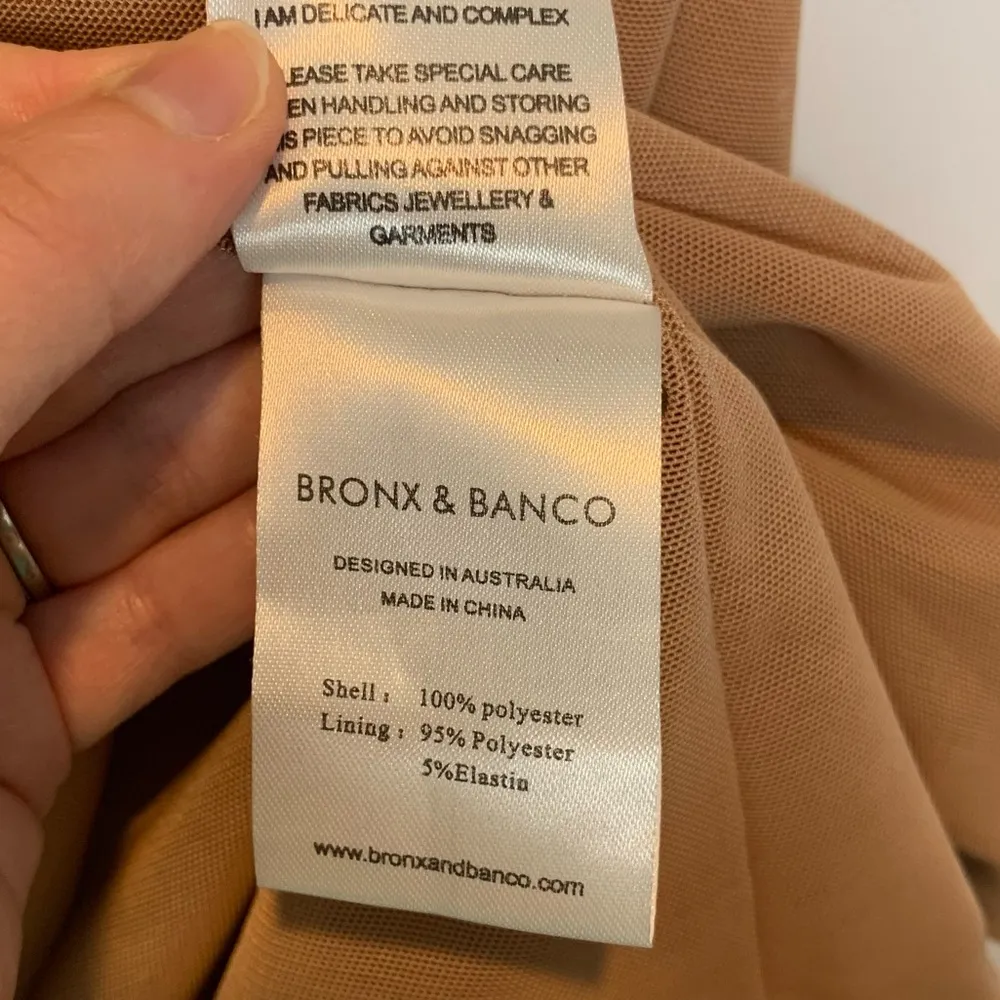 I AM DELICATE AND COMPLEX
LEASE TAKE SPECIAL CARE
EN HANDLING AND STORING
IS PIECE TO AVOID SNAGGING
AND PULLING AGAINST OTHER
FABRICS JEWELLERY &
GARMENTS
BRONX & BANCO
DESIGNED IN AUSTRALIA
MADE IN CHINA
Shell : 100% polyester
Lining : 95% Polyester
5%Elastin
www.bronxandbanco.com